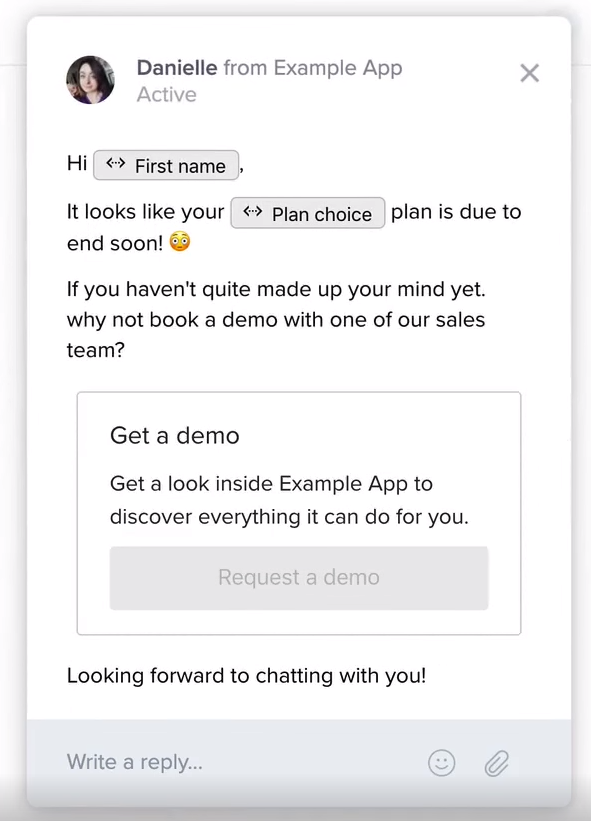 Danielle from Example App
Active
Hi First name,
It looks like your Plan choice plan is due to
end soon! 😳
If you haven't quite made up your mind yet.
why not book a demo with one of our sales
team?
Get a demo
Get a look inside Example App to
discover everything it can do for you.
Request a demo
Looking forward to chatting with you!
Write a reply...